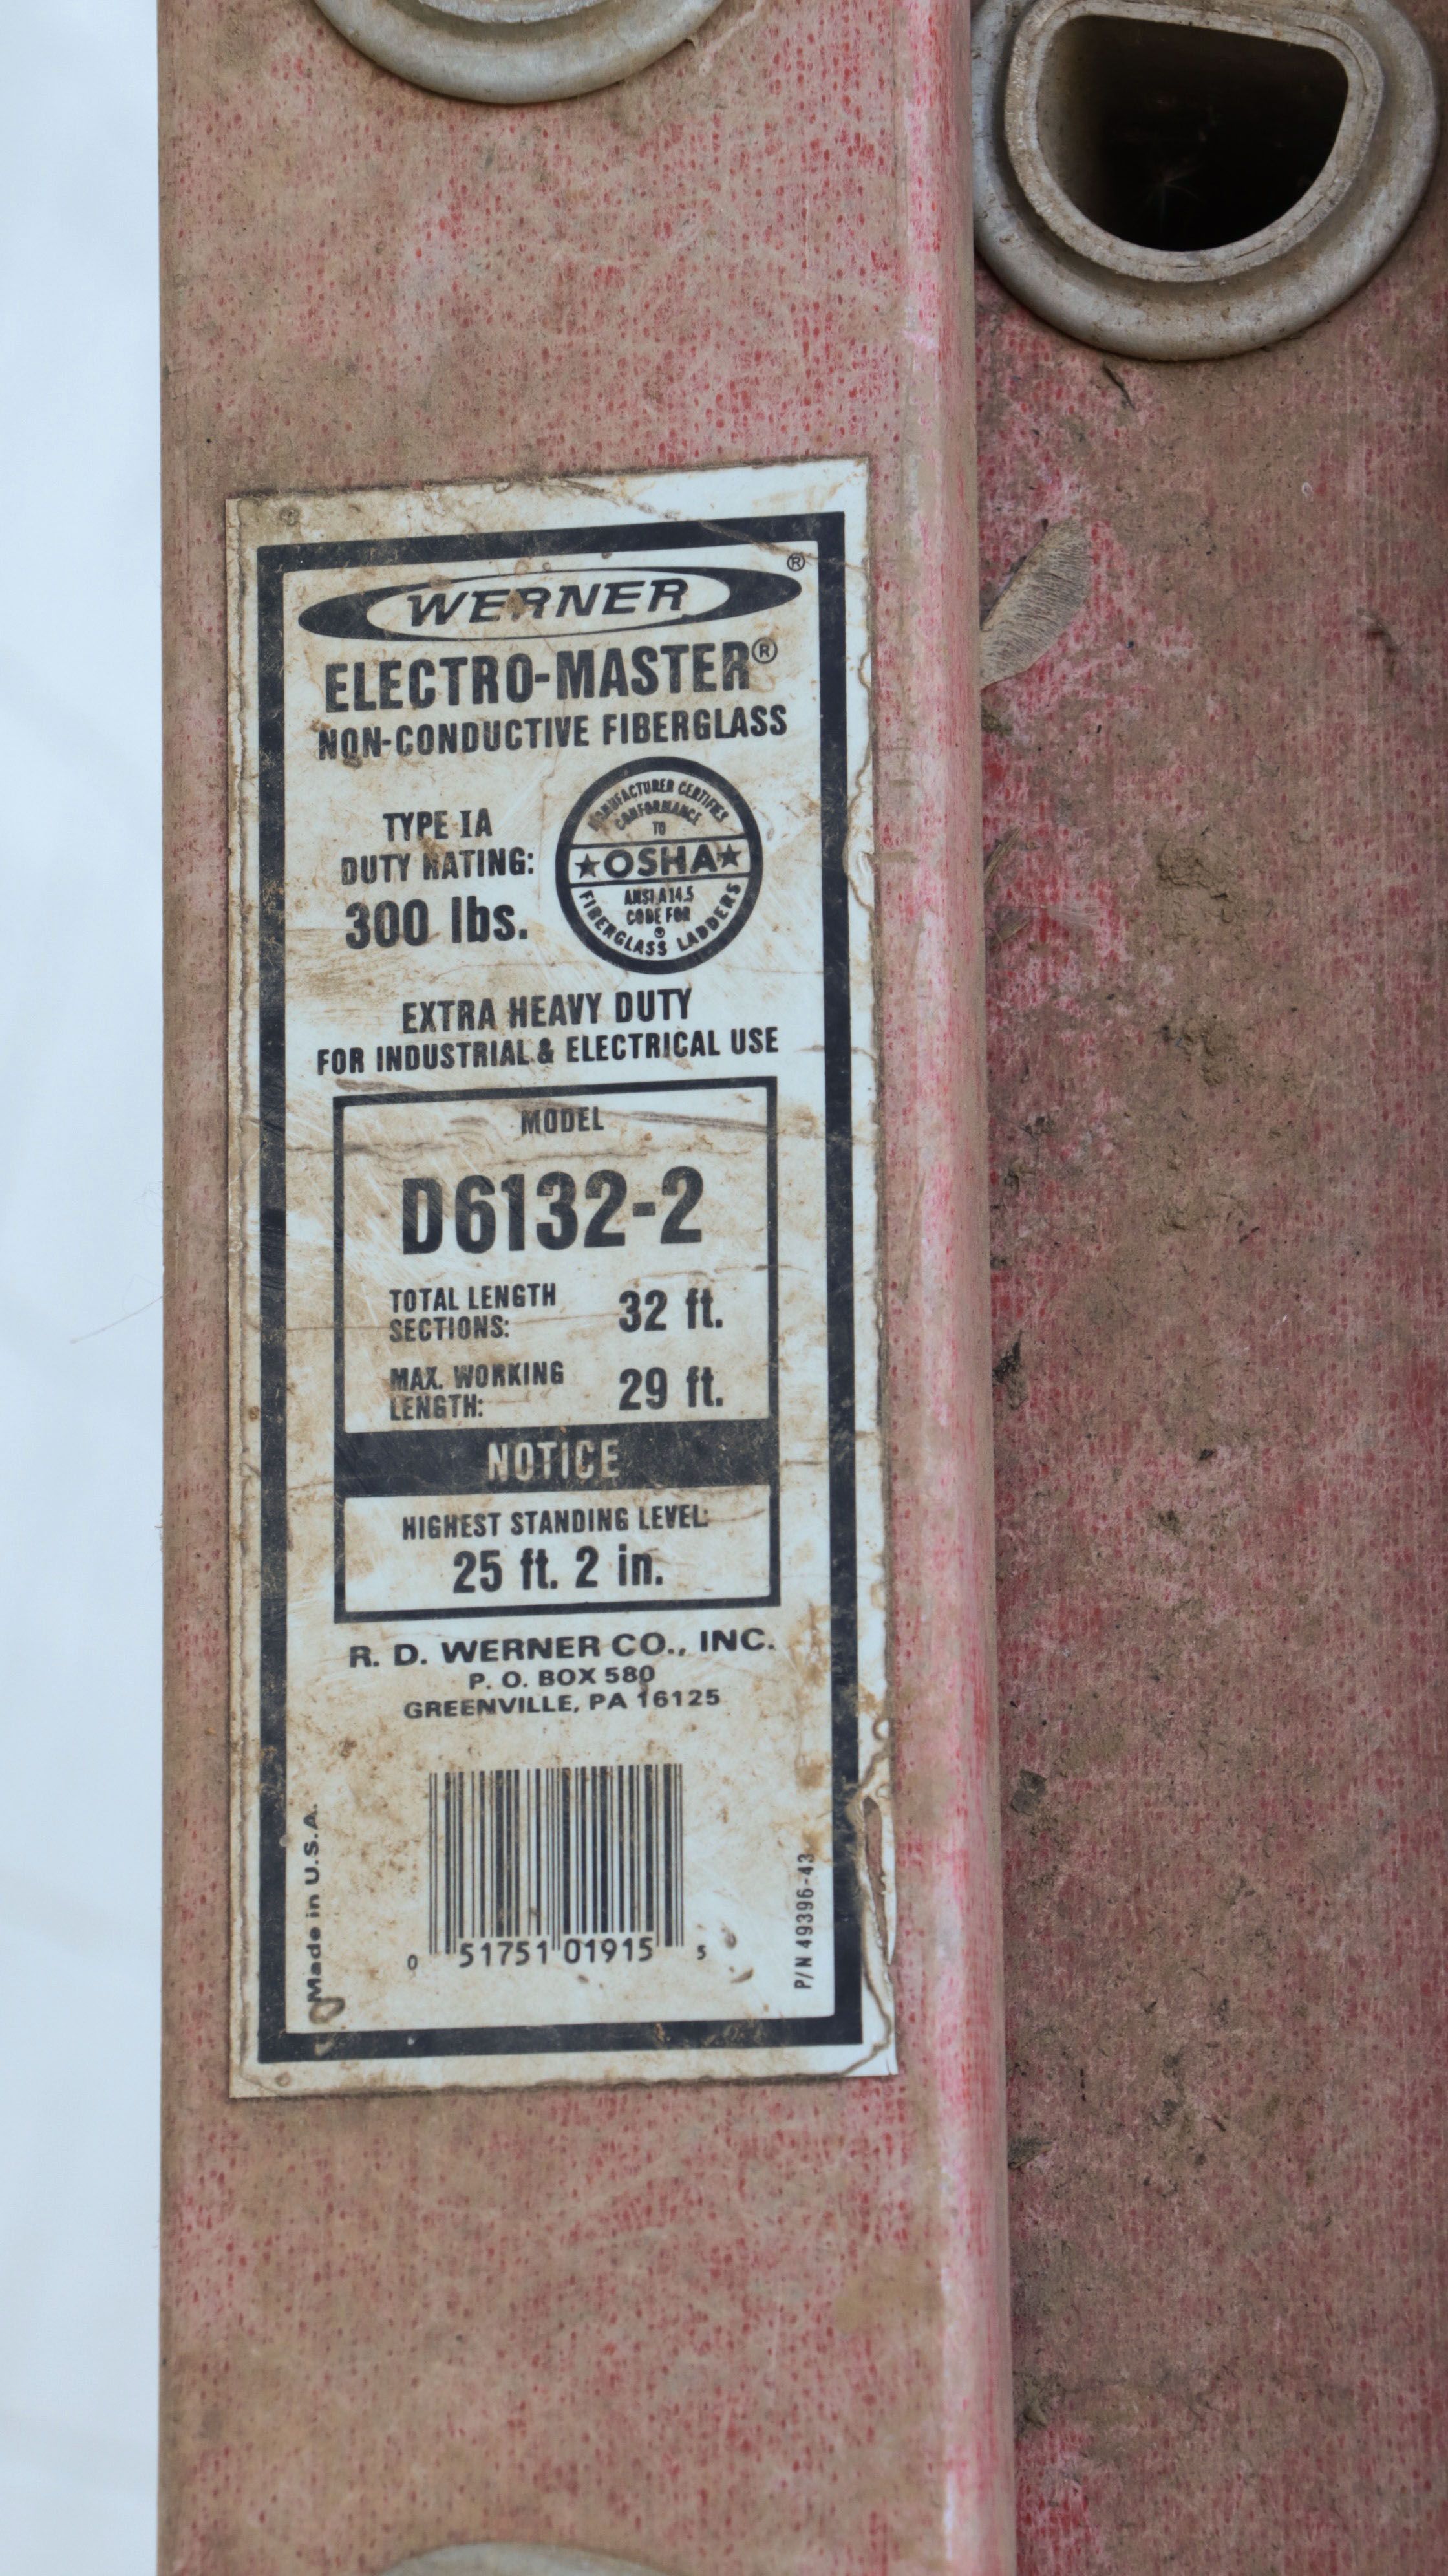 WERNER®
ELECTRO-MASTER®
NON-CONDUCTIVE FIBERGLASS
TYPE IA
DUTY RATING:
300 lbs.
MANUFACTURER CERTIFIES
CONFORMANCE
TO
★OSHA★
ANSI A14.5
CODE FOR
FIBERGLASS LADDERS
EXTRA HEAVY DUTY
FOR INDUSTRIAL & ELECTRICAL USE
MODEL
D6132-2
TOTAL LENGTH
SECTIONS: 32 ft.
MAX. WORKING
LENGTH: 29 ft.
NOTICE
HIGHEST STANDING LEVEL:
25 ft. 2 in.
R. D. WERNER CO., INC.
P. O. BOX 580
GREENVILLE, PA 16125
Made in U.S.A.
0 51751 01915 5
P/N 49396-43